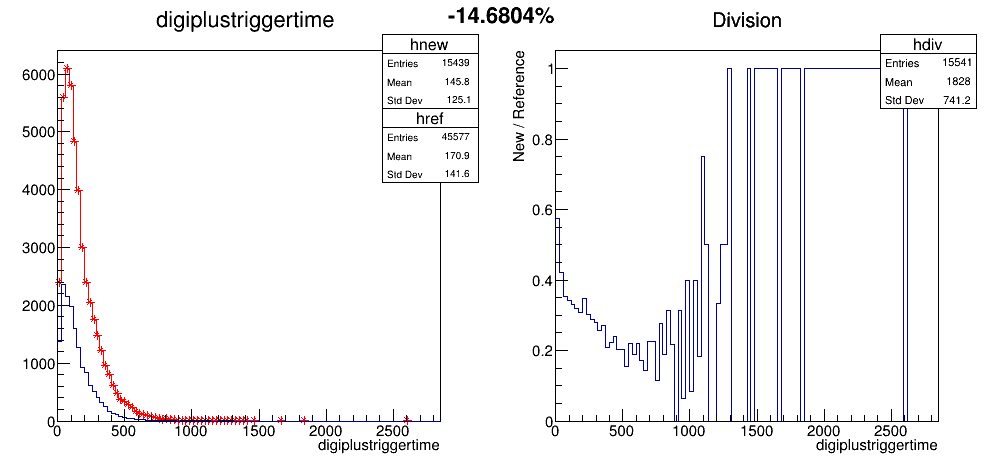 digiplustriggertime
-14.6804%
Division
hnew
Entries 15439
Mean 145.8
Std Dev 125.1
href
Entries 45577
Mean 170.9
Std Dev 141.6
6000
5000
4000
3000
2000
1000
0
0 500 1000 1500 2000 2500
digiplustriggertime
hdiv
Entries 15541
Mean 1828
Std Dev 741.2
New / Reference
1
0.8
0.6
0.4
0.2
0
0 500 1000 1500 2000 2500
digiplustriggertime